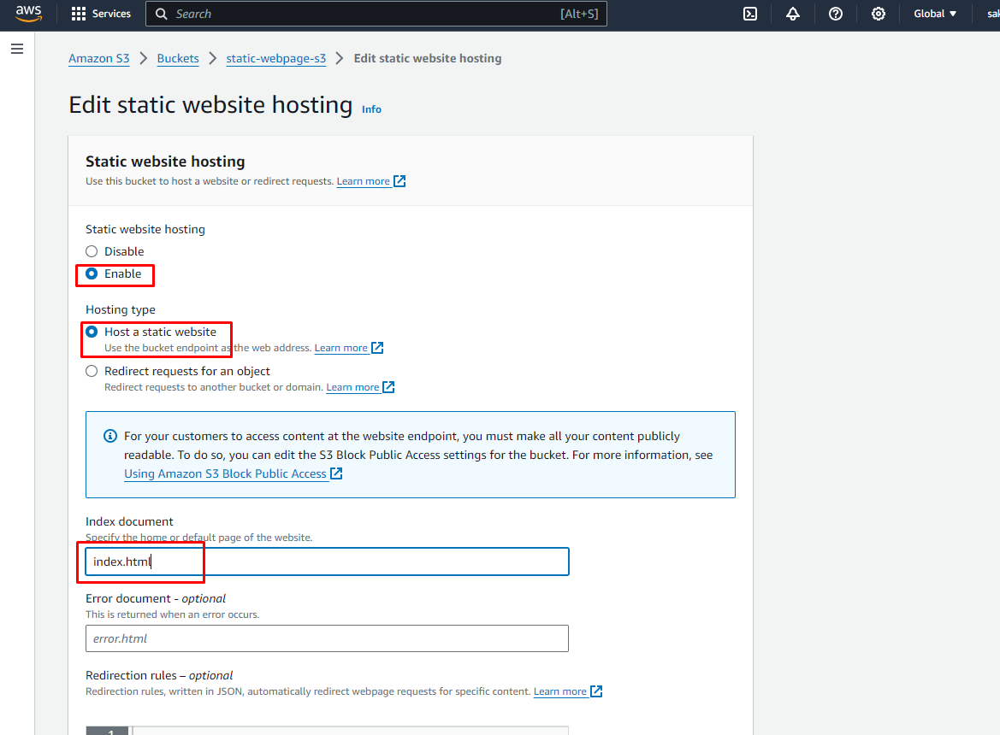 aws Services Search [Alt+S] Global
Amazon S3 Buckets static-webpage-s3 Edit static website hosting
Edit static website hosting Info
Static website hosting
Use this bucket to host a website or redirect requests. Learn more
Static website hosting
Disable
Enable
Hosting type
Host a static website
Use the bucket endpoint as the web address. Learn more
Redirect requests for an object
Redirect requests to another bucket or domain. Learn more
For your customers to access content at the website endpoint, you must make all your content publicly
readable. To do so, you can edit the S3 Block Public Access settings for the bucket. For more information, see
Using Amazon S3 Block Public Access
Index document
Specify the home or default page of the website.
index.html
Error document - optional
This is returned when an error occurs.
error.html
Redirection rules – optional
Redirection rules, written in JSON, automatically redirect webpage requests for specific content. Learn more
1